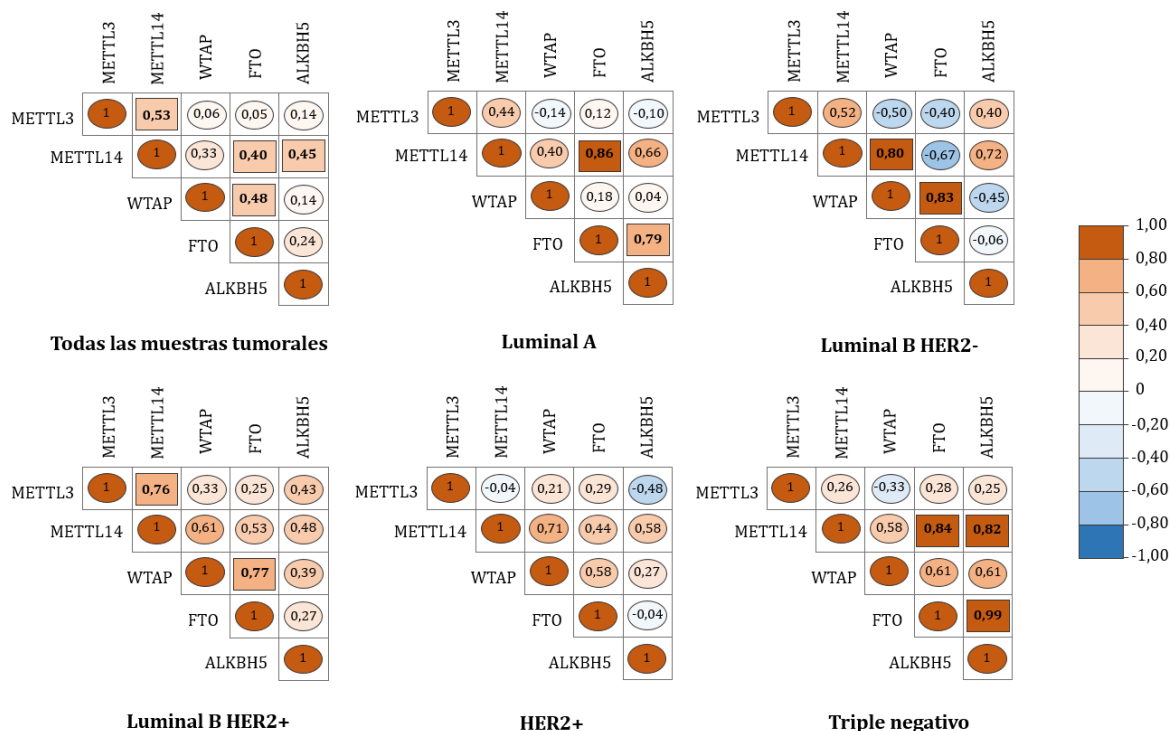 METTL3 METTL14 WTAP FTO ALKBH5
METTL3 1 0,53 0,06 0,05 0,14
METTL14 1 0,33 0,40 0,45
WTAP 1 0,48 0,14
FTO 1 0,24
ALKBH5 1
Todas las muestras tumorales
METTL3 METTL14 WTAP FTO ALKBH5
METTL3 1 0,44 -0,14 0,12 -0,10
METTL14 1 0,40 0,86 0,66
WTAP 1 0,18 0,04
FTO 1 0,79
ALKBH5 1
Luminal A
METTL3 METTL14 WTAP FTO ALKBH5
METTL3 1 0,52 -0,50 -0,40 0,40
METTL14 1 0,80 -0,67 0,72
WTAP 1 0,83 -0,45
FTO 1 -0,06
ALKBH5 1
Luminal B HER2-
METTL3 METTL14 WTAP FTO ALKBH5
METTL3 1 0,76 0,33 0,25 0,43
METTL14 1 0,61 0,53 0,48
WTAP 1 0,77 0,39
FTO 1 0,27
ALKBH5 1
Luminal B HER2+
METTL3 METTL14 WTAP FTO ALKBH5
METTL3 1 -0,04 0,21 0,29 -0,48
METTL14 1 0,71 0,44 0,58
WTAP 1 0,58 0,27
FTO 1 -0,04
ALKBH5 1
HER2+
METTL3 METTL14 WTAP FTO ALKBH5
METTL3 1 0,26 -0,33 0,28 0,25
METTL14 1 0,58 0,84 0,82
WTAP 1 0,61 0,61
FTO 1 0,99
ALKBH5 1
Triple negativo
1,00
0,80
0,60
0,40
0,20
0
-0,20
-0,40
-0,60
-0,80
-1,00